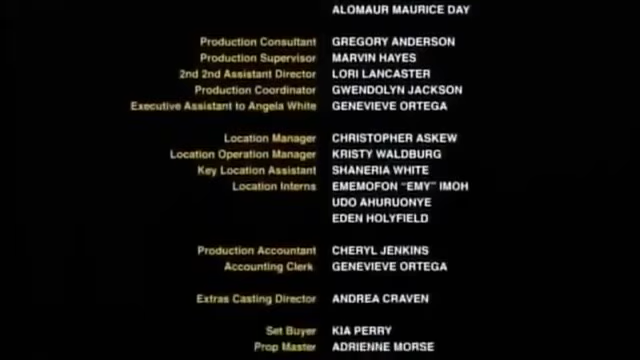 ALOMAUR MAURICE DAY
Production Consultant GREGORY ANDERSON
Production Supervisor MARVIN HAYES
2nd 2nd Assistant Director LORI LANCASTER
Production Coordinator GWENDOLYN JACKSON
Executive Assistant to Angela White GENEVIEVE ORTEGA
Location Manager CHRISTOPHER ASKEW
Location Operation Manager KRISTY WALDBURG
Key Location Assistant SHANERIA WHITE
Location Interns EMEMOFON “EMY” IMOH
UDO AHURUONYE
EDEN HOLYFIELD
Production Accountant CHERYL JENKINS
Accounting Clerk GENEVIEVE ORTEGA
Extras Casting Director ANDREA CRAVEN
Set Buyer KIA PERRY
Prop Master ADRIENNE MORSE